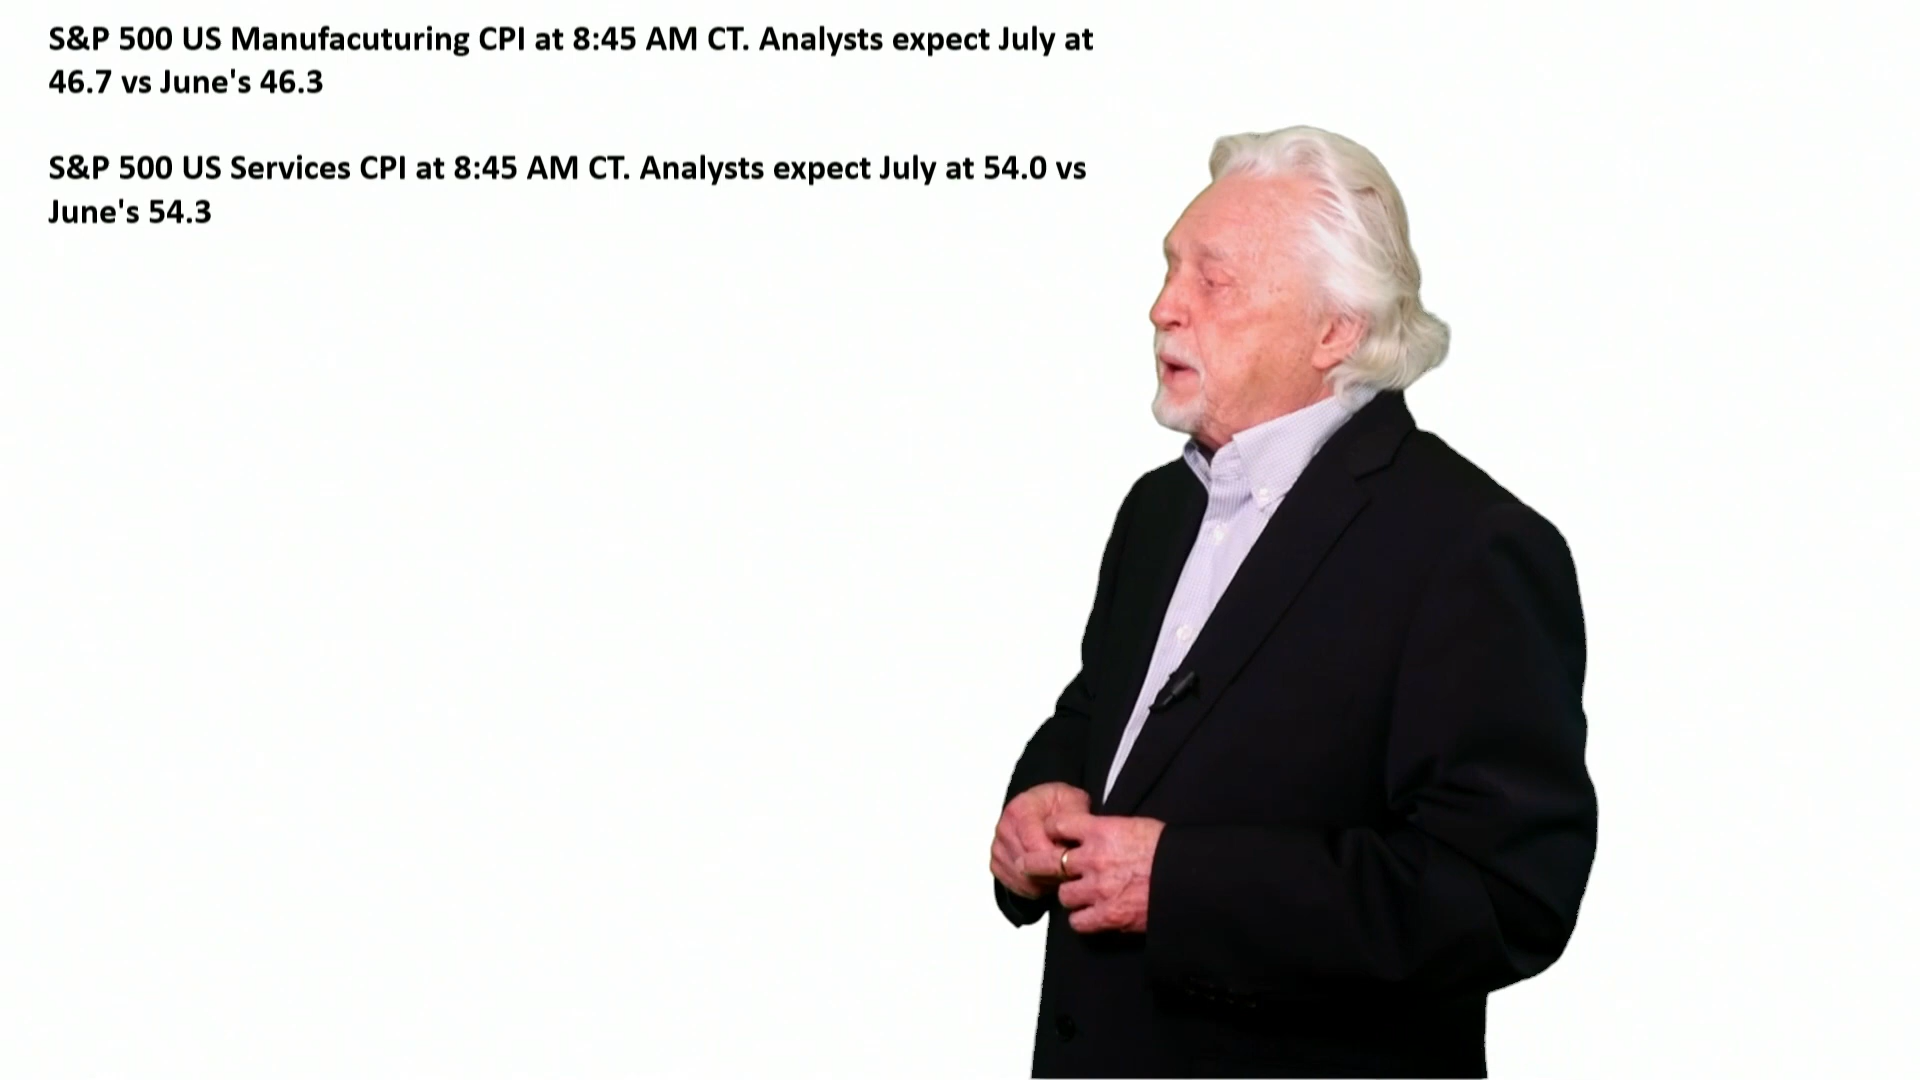 S&P 500 US Manufacuturing CPI at 8:45 AM CT. Analysts expect July at
46.7 vs June's 46.3
S&P 500 US Services CPI at 8:45 AM CT. Analysts expect July at 54.0 vs
June's 54.3